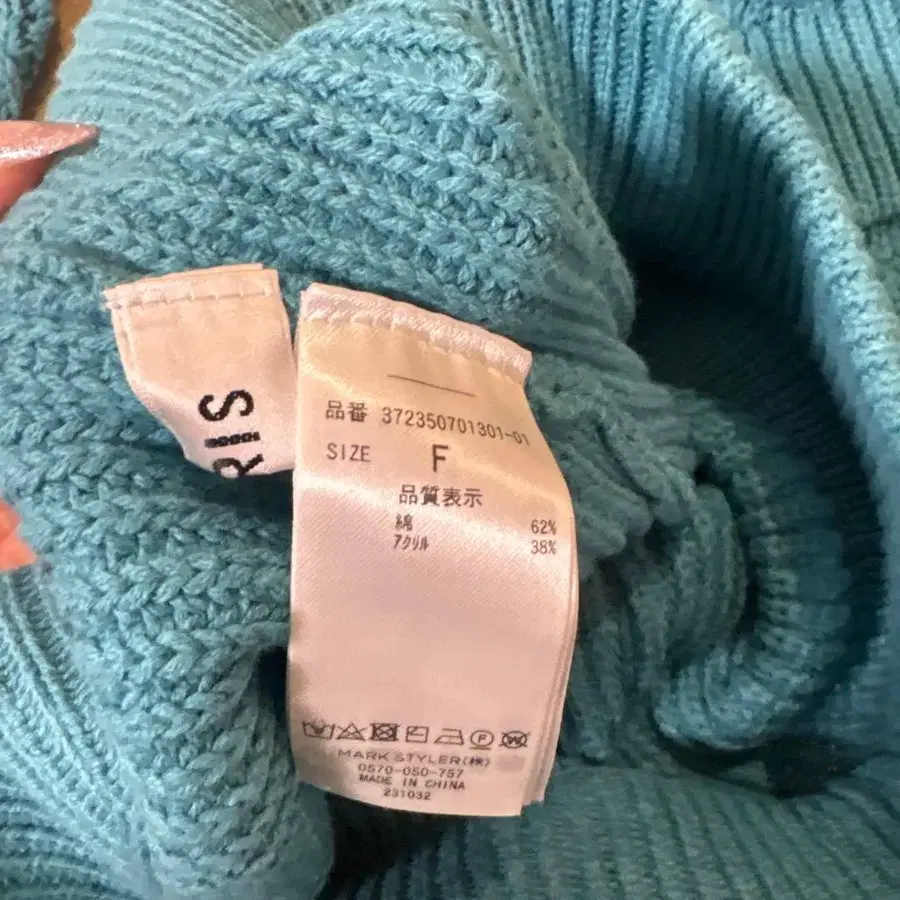 RIS
品番 372350701301-01
SIZE F
品質表示
綿 62%
アクリル 38%
MARK STYLER(株)
0570-050-757
MADE IN CHINA
231032